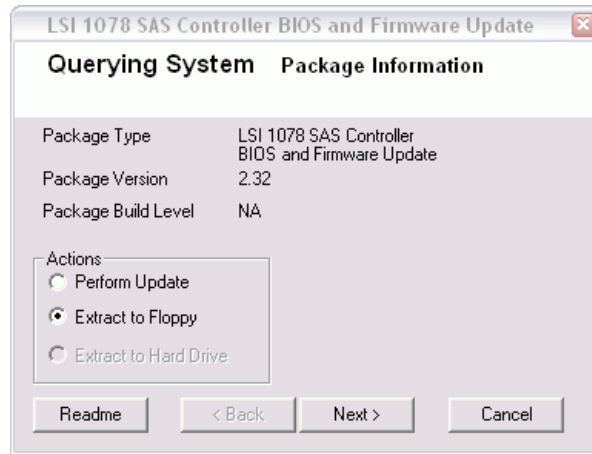 LSI 1078 SAS Controller BIOS and Firmware Update
Querying System Package Information
Package Type LSI 1078 SAS Controller
BIOS and Firmware Update
Package Version 2.32
Package Build Level NA
Actions
Perform Update
Extract to Floppy
Extract to Hard Drive
Readme < Back Next > Cancel